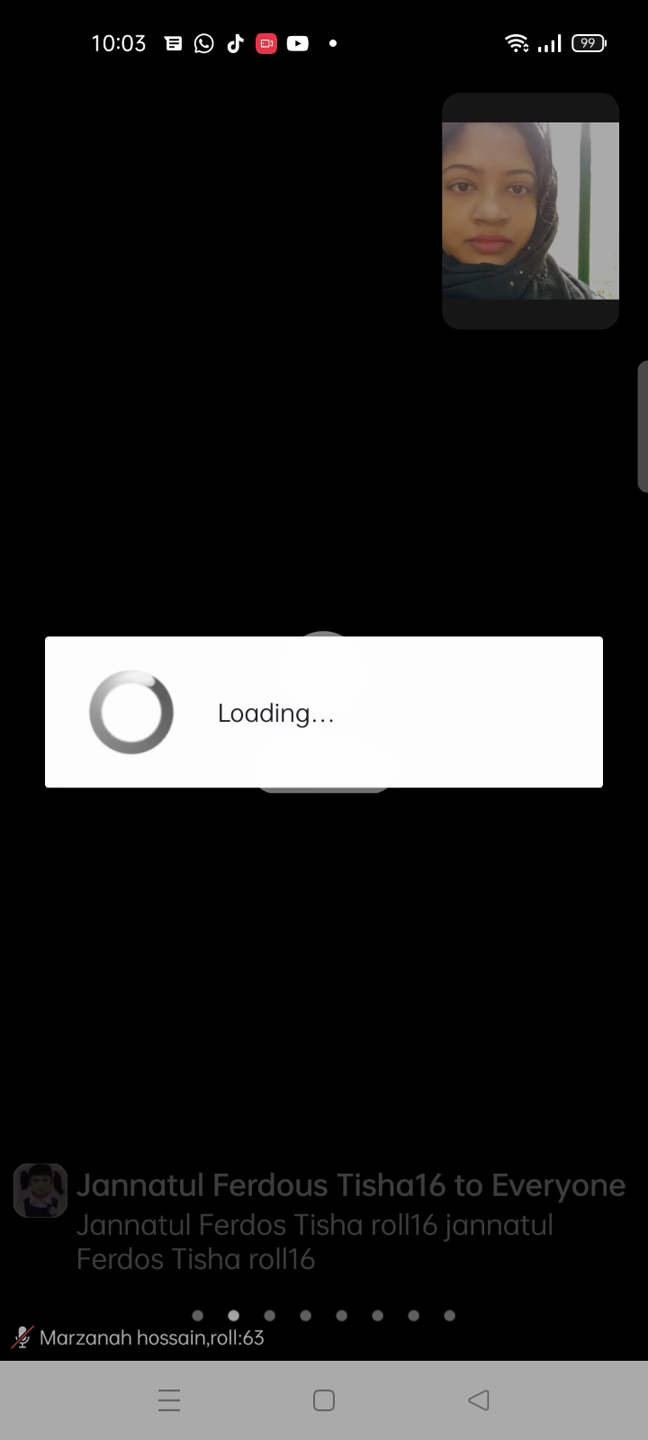 10:03
99
Loading...
Jannatul Ferdous Tisha16 to Everyone
Jannatul Ferdos Tisha roll16 jannatul
Ferdos Tisha roll16
Marzanah hossain,roll:63